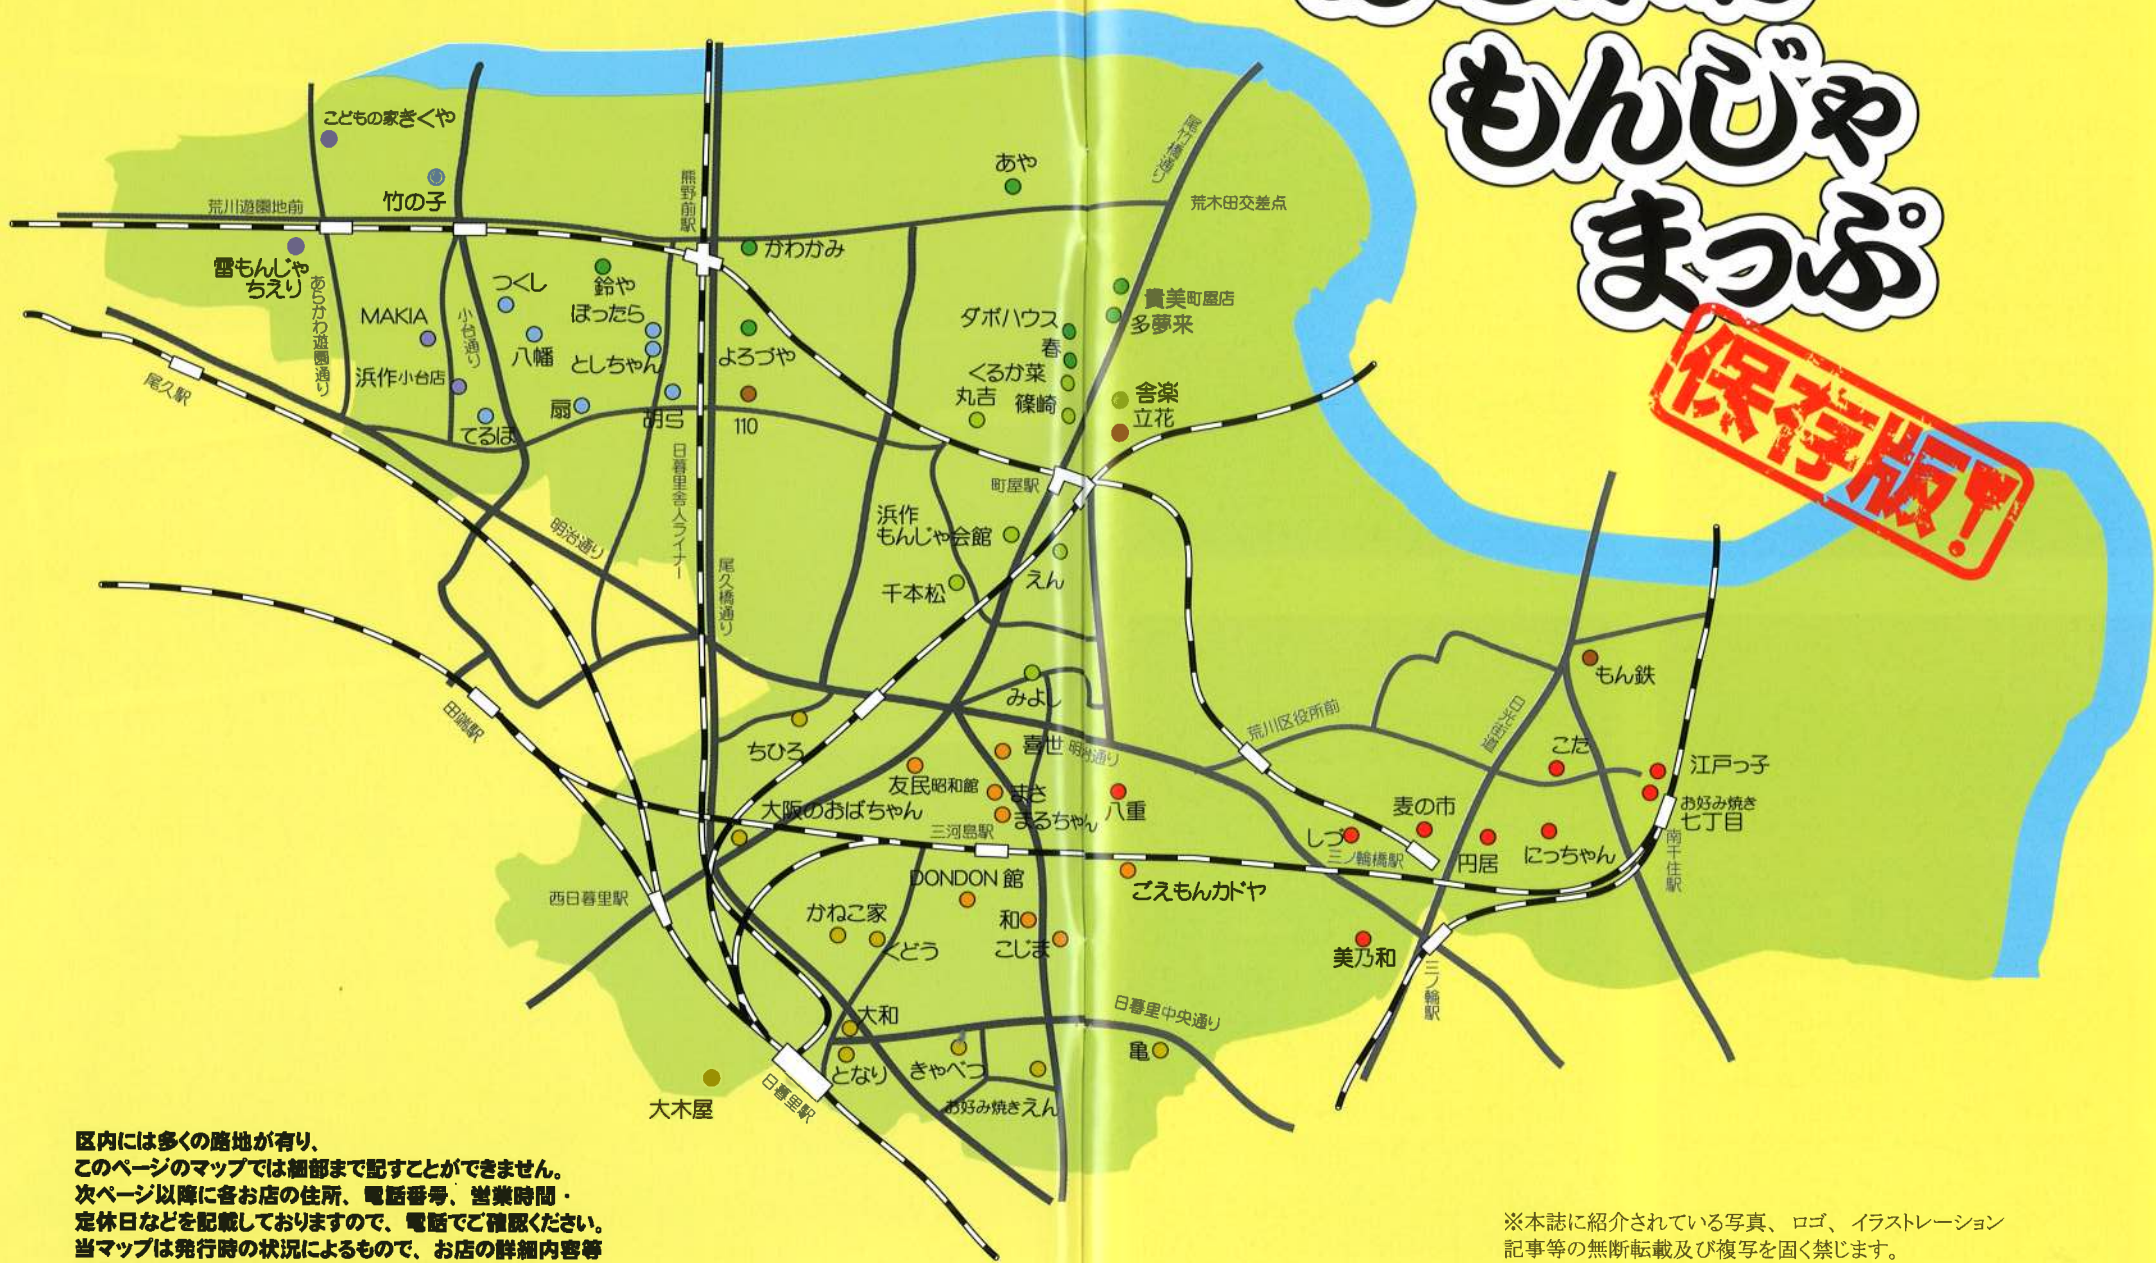 もんじゃ
まっぷ
保存版!
こどもの家きくや
竹の子
荒川遊園地前
雷もんじゃ
ちえり
あらかわ遊園通り
MAKIA
小台通り
浜作小台店
つくし
八幡
てるぼ
鈴や
ぼったら
としちゃん
扇
胡弓
熊野前駅
かわかみ
よろづや
110
あや
尾竹橋通り
荒木田交差点
貴美町屋店
多夢来
ダボハウス
春
くるか菜
丸吉
篠崎
舎楽
立花
尾久駅
明治通り
日暮里舎人ライナー
尾久橋通り
町屋駅
浜作
もんじゃ会館
えん
千本松
みよし
田端駅
ちひろ
喜世
明治通り
友民昭和館
まさ
まるちゃん
八重
大阪のおばちゃん
三河島駅
荒川区役所前
日光街道
もん鉄
こた
江戸っ子
お好み焼き
七丁目
南千住駅
麦の市
しづ
三ノ輪橋駅
円居
にっちゃん
西日暮里駅
DONDON館
ごえもんカドヤ
かねこ家
くどう
和
こじま
美乃和
三ノ輪駅
大和
となり
きゃべつ
日暮里中央通り
亀
お好み焼きえん
大木屋
日暮里駅
区内には多くの路地が有り、
このページのマップでは細部まで記すことができません。
次ページ以降に各お店の住所、電話番号、営業時間・
定休日などを記載しておりますので、電話でご確認ください。
当マップは発行時の状況によるもので、お店の詳細内容等
※本誌に紹介されている写真、ロゴ、イラストレーション
記事等の無断転載及び複写を固く禁じます。